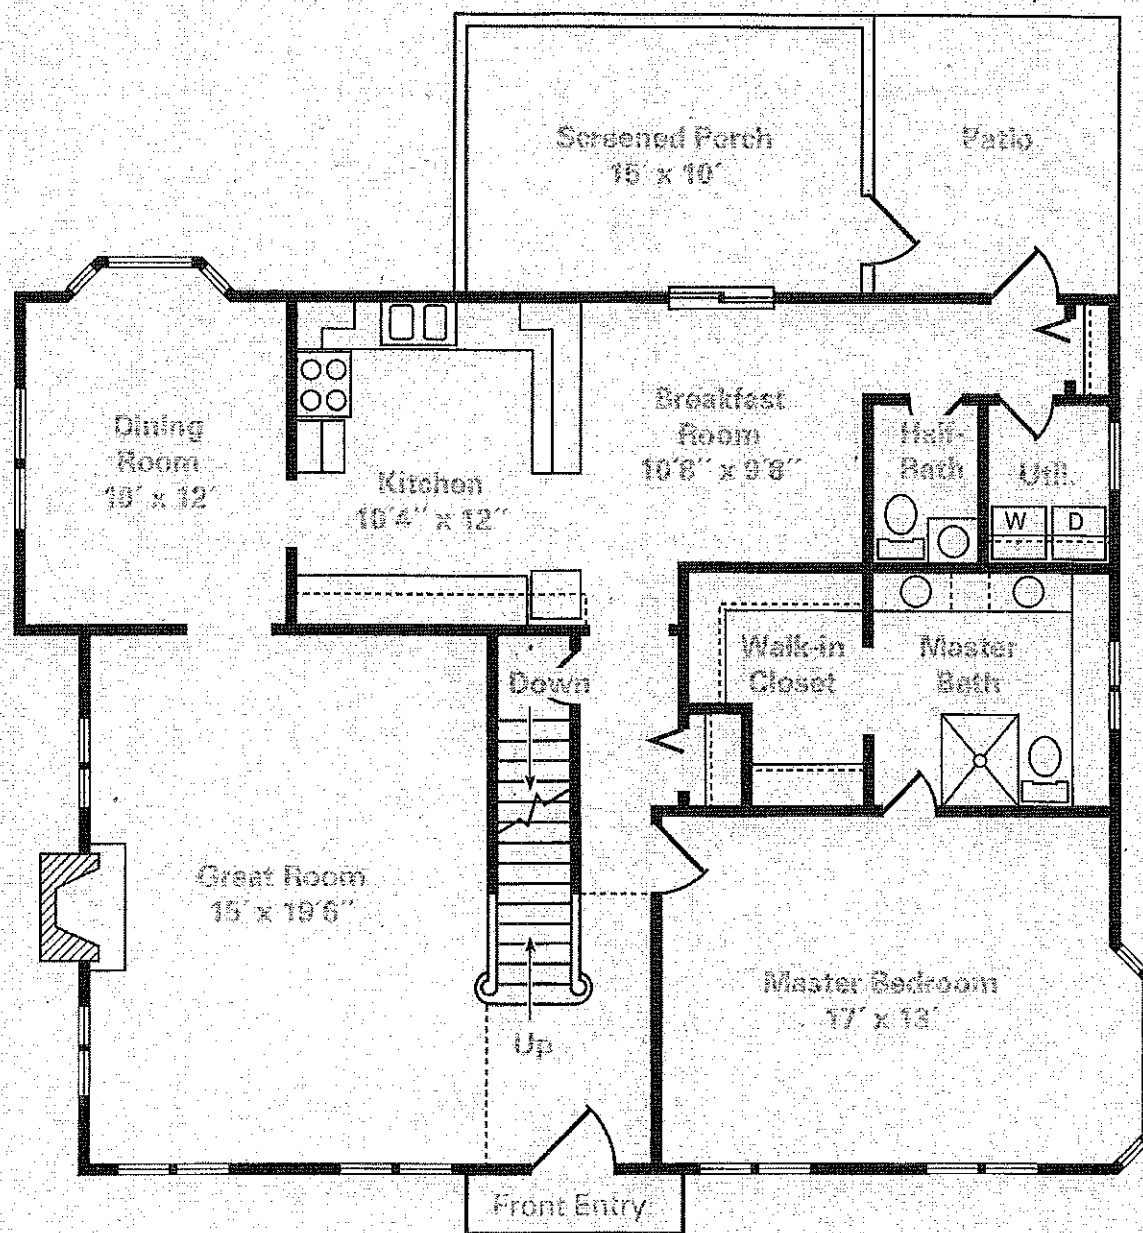 Screened Porch
15' x 10'
Patio
Dining
Room
10' x 12'
Kitchen
10'4" x 12"
Breakfast
Room
10'8" x 9'8"
Half-
Bath
Util.
W
D
Walk-in
Closet
Master
Bath
Down
Great Room
15' x 19'6"
Master Bedroom
17' x 13'
Up
Front Entry